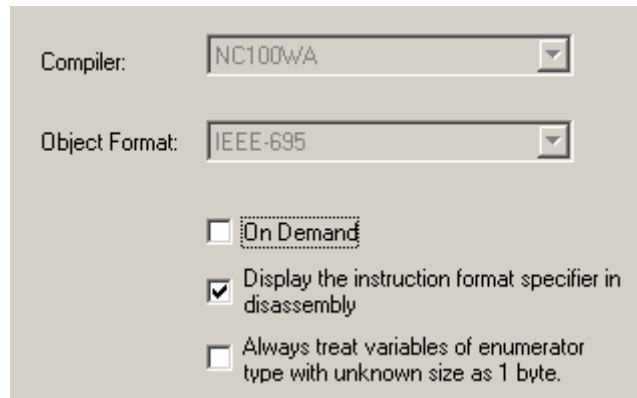 Compiler: NC100WA
Object Format: IEEE-695
On Demand
Display the instruction format specifier in
disassembly
Always treat variables of enumerator
type with unknown size as 1 byte.